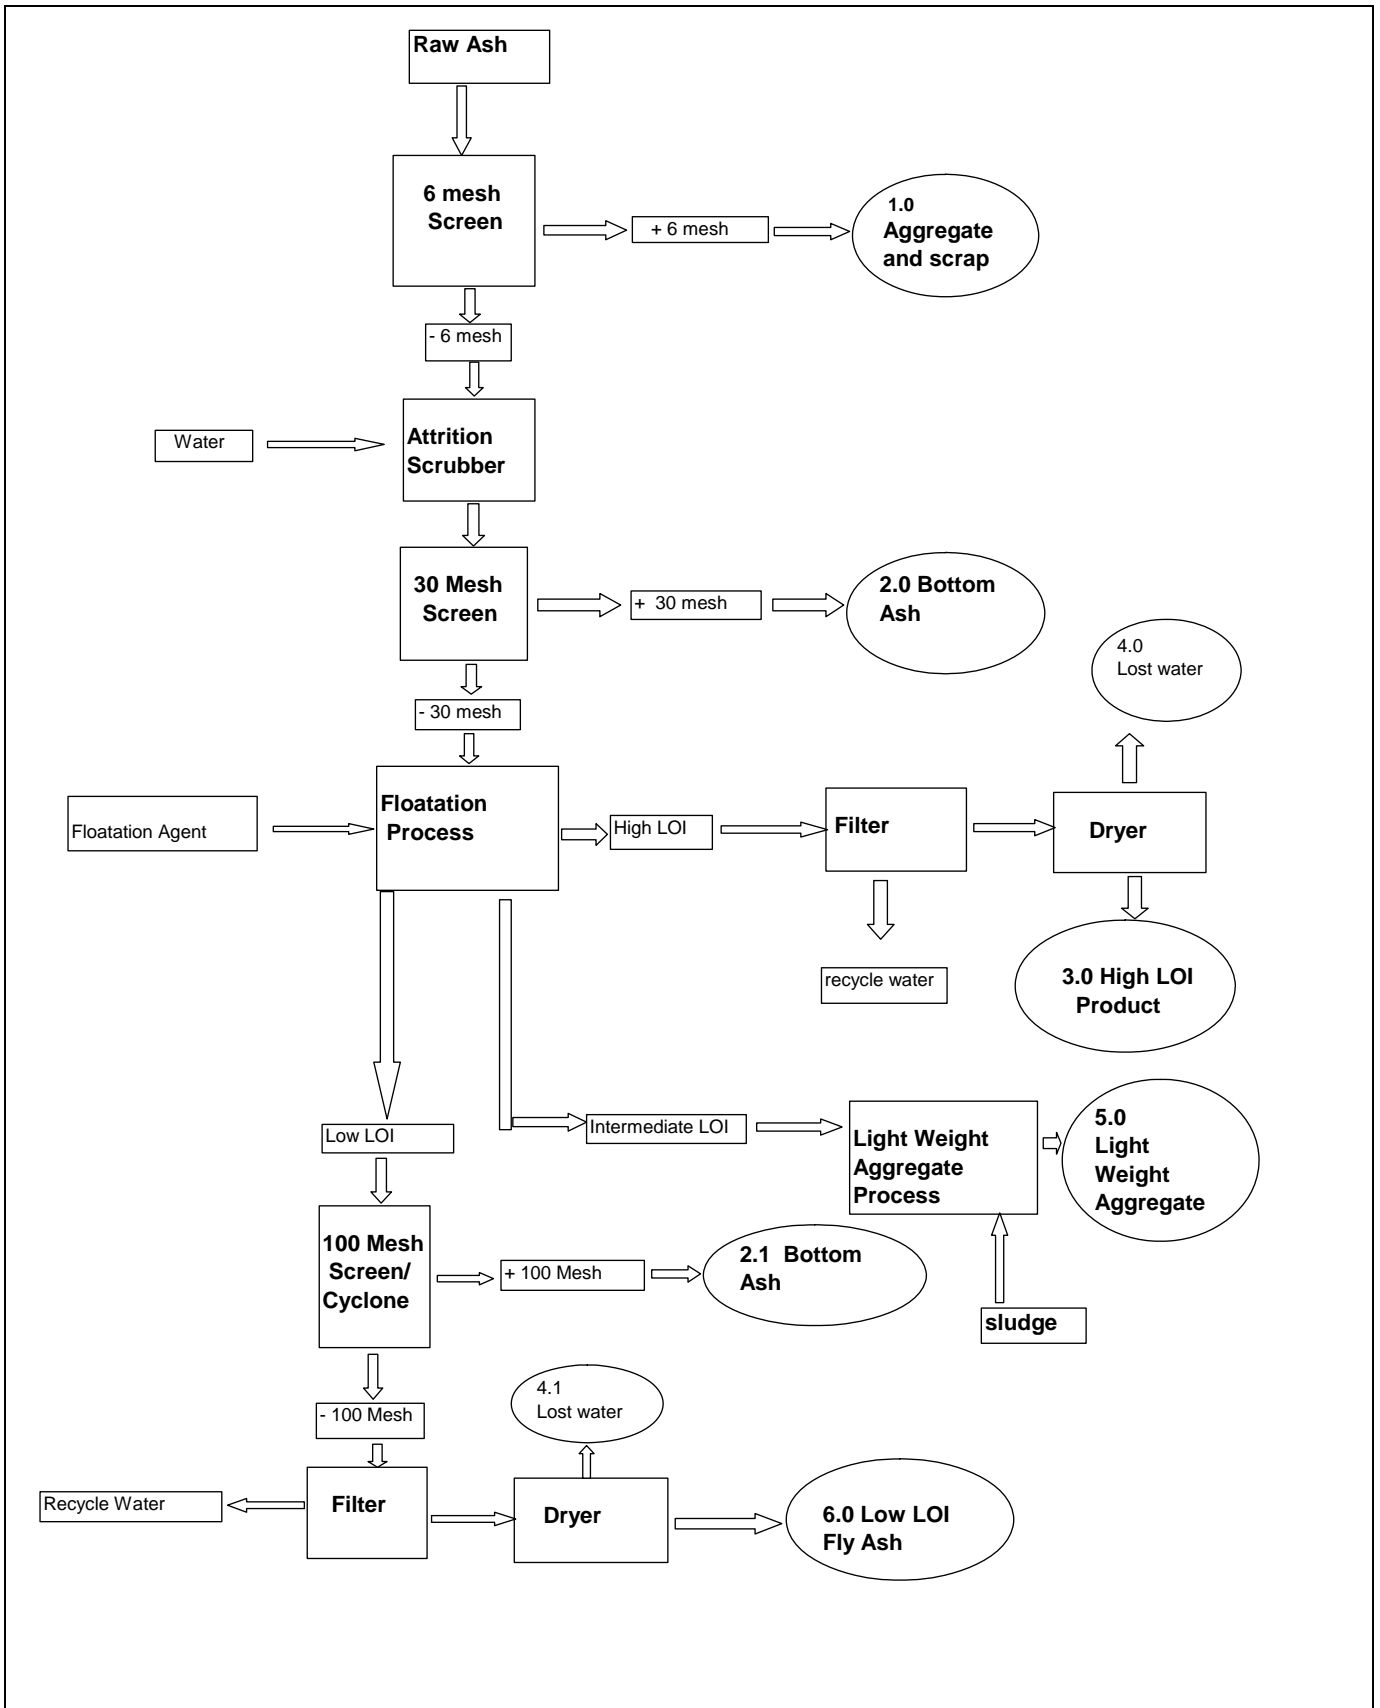 Raw Ash
6 mesh
Screen
+ 6 mesh
1.0
Aggregate
and scrap
- 6 mesh
Water
Attrition
Scrubber
30 Mesh
Screen
+ 30 mesh
2.0 Bottom
Ash
4.0
Lost water
- 30 mesh
Floatation Agent
Floatation
Process
High LOI
Filter
Dryer
recycle water
3.0 High LOI
Product
Low LOI
Intermediate LOI
Light Weight
Aggregate
Process
5.0
Light
Weight
Aggregate
100 Mesh
Screen/
Cyclone
+ 100 Mesh
2.1 Bottom
Ash
sludge
- 100 Mesh
4.1
Lost water
Recycle Water
Filter
Dryer
6.0 Low LOI
Fly Ash